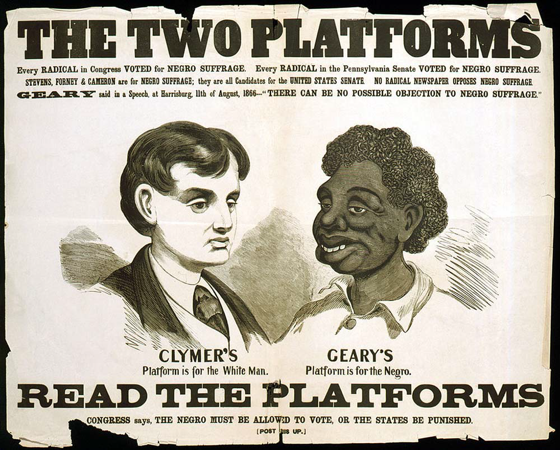 THE TWO PLATFORMS
Every RADICAL in Congress VOTED for NEGRO SUFFRAGE. Every RADICAL in the Pennsylvania Senate VOTED for NEGRO SUFFRAGE.
STEVENS, FORNEY & CAMERON are for NEGRO SUFFRAGE; they are all Candidates for the UNITED STATES SENATE. NO RADICAL NEWSPAPER OPPOSES NEGRO SUFFRAGE.
GEARY said in a Speech, at Harrisburg, 11th of August, 1866—"THERE CAN BE NO POSSIBLE OBJECTION TO NEGRO SUFFRAGE."
CLYMER'S
Platform is for the White Man.
GEARY'S
Platform is for the Negro.
READ THE PLATFORMS
CONGRESS says, THE NEGRO MUST BE ALLOWED TO VOTE, OR THE STATES BE PUNISHED.
[POST THIS UP.]